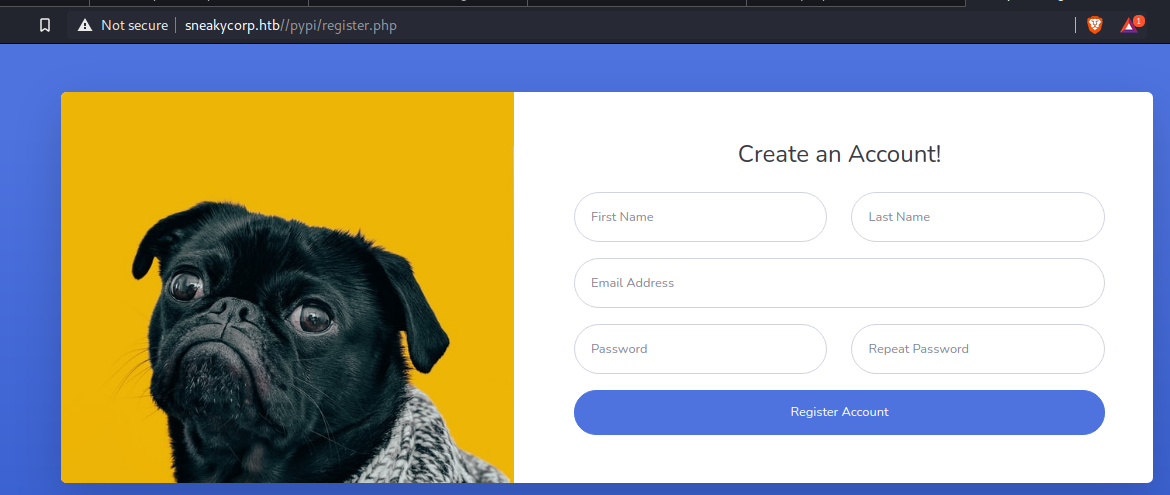 Not secure sneakycorp.htb//pypi/register.php 1
Create an Account!
First Name Last Name
Email Address
Password Repeat Password
Register Account